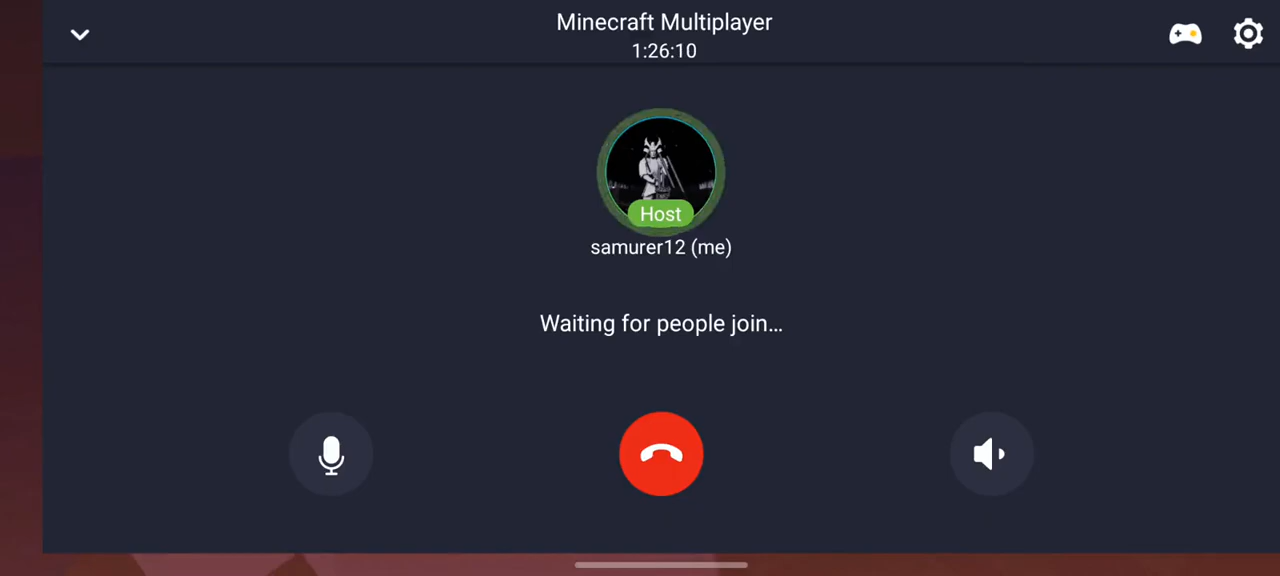 Minecraft Multiplayer
1:26:10
Host
samurer12 (me)
Waiting for people join...